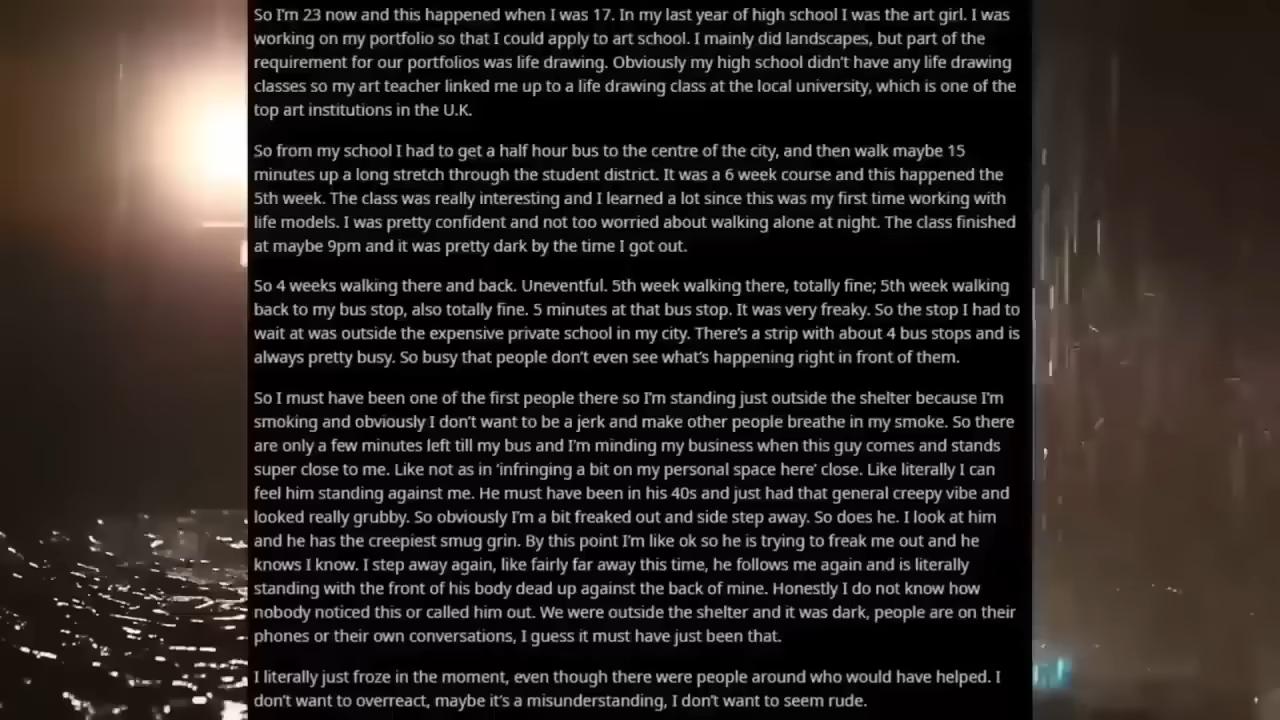 So I'm 23 now and this happened when I was 17. In my last year of high school I was the art girl. I was
working on my portfolio so that I could apply to art school. I mainly did landscapes, but part of the
requirement for our portfolios was life drawing. Obviously my high school didn't have any life drawing
classes so my art teacher linked me up to a life drawing class at the local university, which is one of the
top art institutions in the U.K.
So from my school I had to get a half hour bus to the centre of the city, and then walk maybe 15
minutes up a long stretch through the student district. It was a 6 week course and this happened the
5th week. The class was really interesting and I learned a lot since this was my first time working with
life models. I was pretty confident and not too worried about walking alone at night. The class finished
at maybe 9pm and it was pretty dark by the time I got out.
So 4 weeks walking there and back. Uneventful. 5th week walking there, totally fine; 5th week walking
back to my bus stop, also totally fine. 5 minutes at that bus stop. It was very freaky. So the stop I had to
wait at was outside the expensive private school in my city. There's a strip with about 4 bus stops and is
always pretty busy. So busy that people don't even see what's happening right in front of them.
So I must have been one of the first people there so I'm standing just outside the shelter because I'm
smoking and obviously I don't want to be a jerk and make other people breathe in my smoke. So there
are only a few minutes left till my bus and I'm minding my business when this guy comes and stands
super close to me. Like not as in 'infringing a bit on my personal space here' close. Like literally I can
feel him standing against me. He must have been in his 40s and just had that general creepy vibe and
looked really grubby. So obviously I'm a bit freaked out and side step away. So does he. I look at him
and he has the creepiest smug grin. By this point I'm like ok so he is trying to freak me out and he
knows I know. I step away again, like fairly far away this time, he follows me again and is literally
standing with the front of his body dead up against the back of mine. Honestly I do not know how
nobody noticed this or called him out. We were outside the shelter and it was dark, people are on their
phones or their own conversations, I guess it must have just been that.
I literally just froze in the moment, even though there were people around who would have helped. I
don't want to overreact, maybe it's a misunderstanding, I don't want to seem rude.